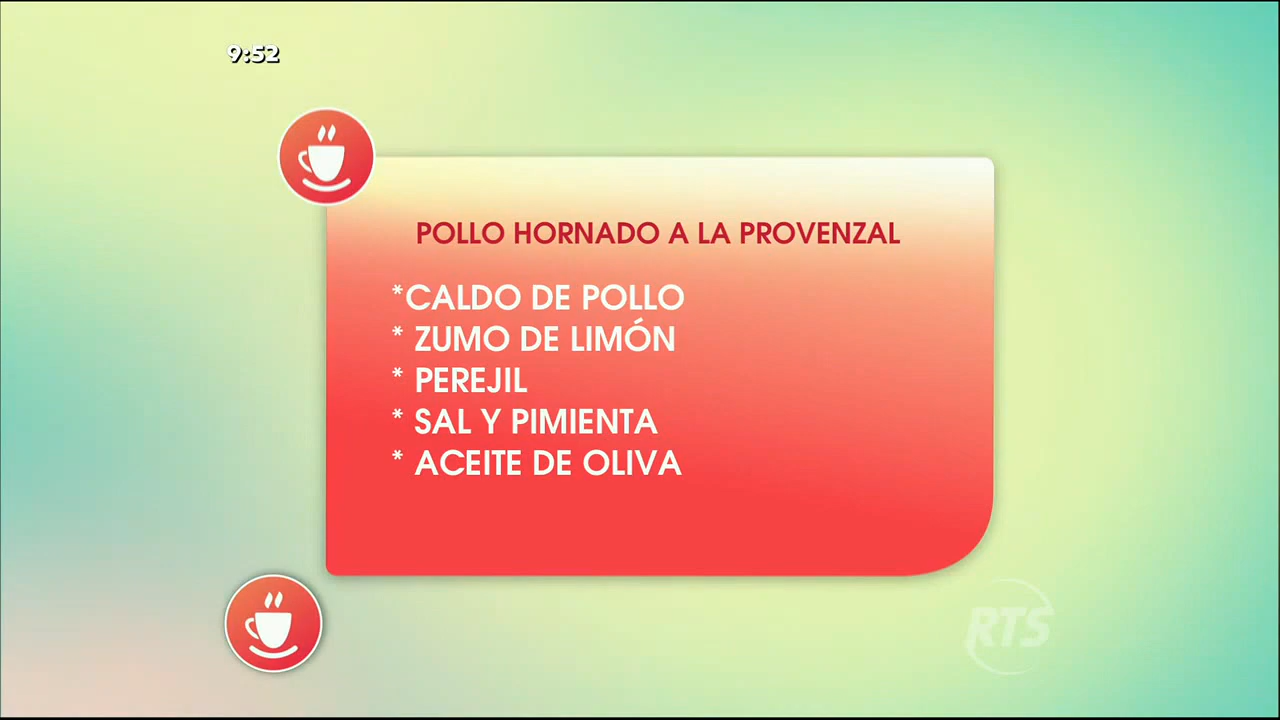 9:52
POLLO HORNADO A LA PROVENZAL
*CALDO DE POLLO
* ZUMO DE LIMÓN
* PEREJIL
* SAL Y PIMIENTA
* ACEITE DE OLIVA
RTS